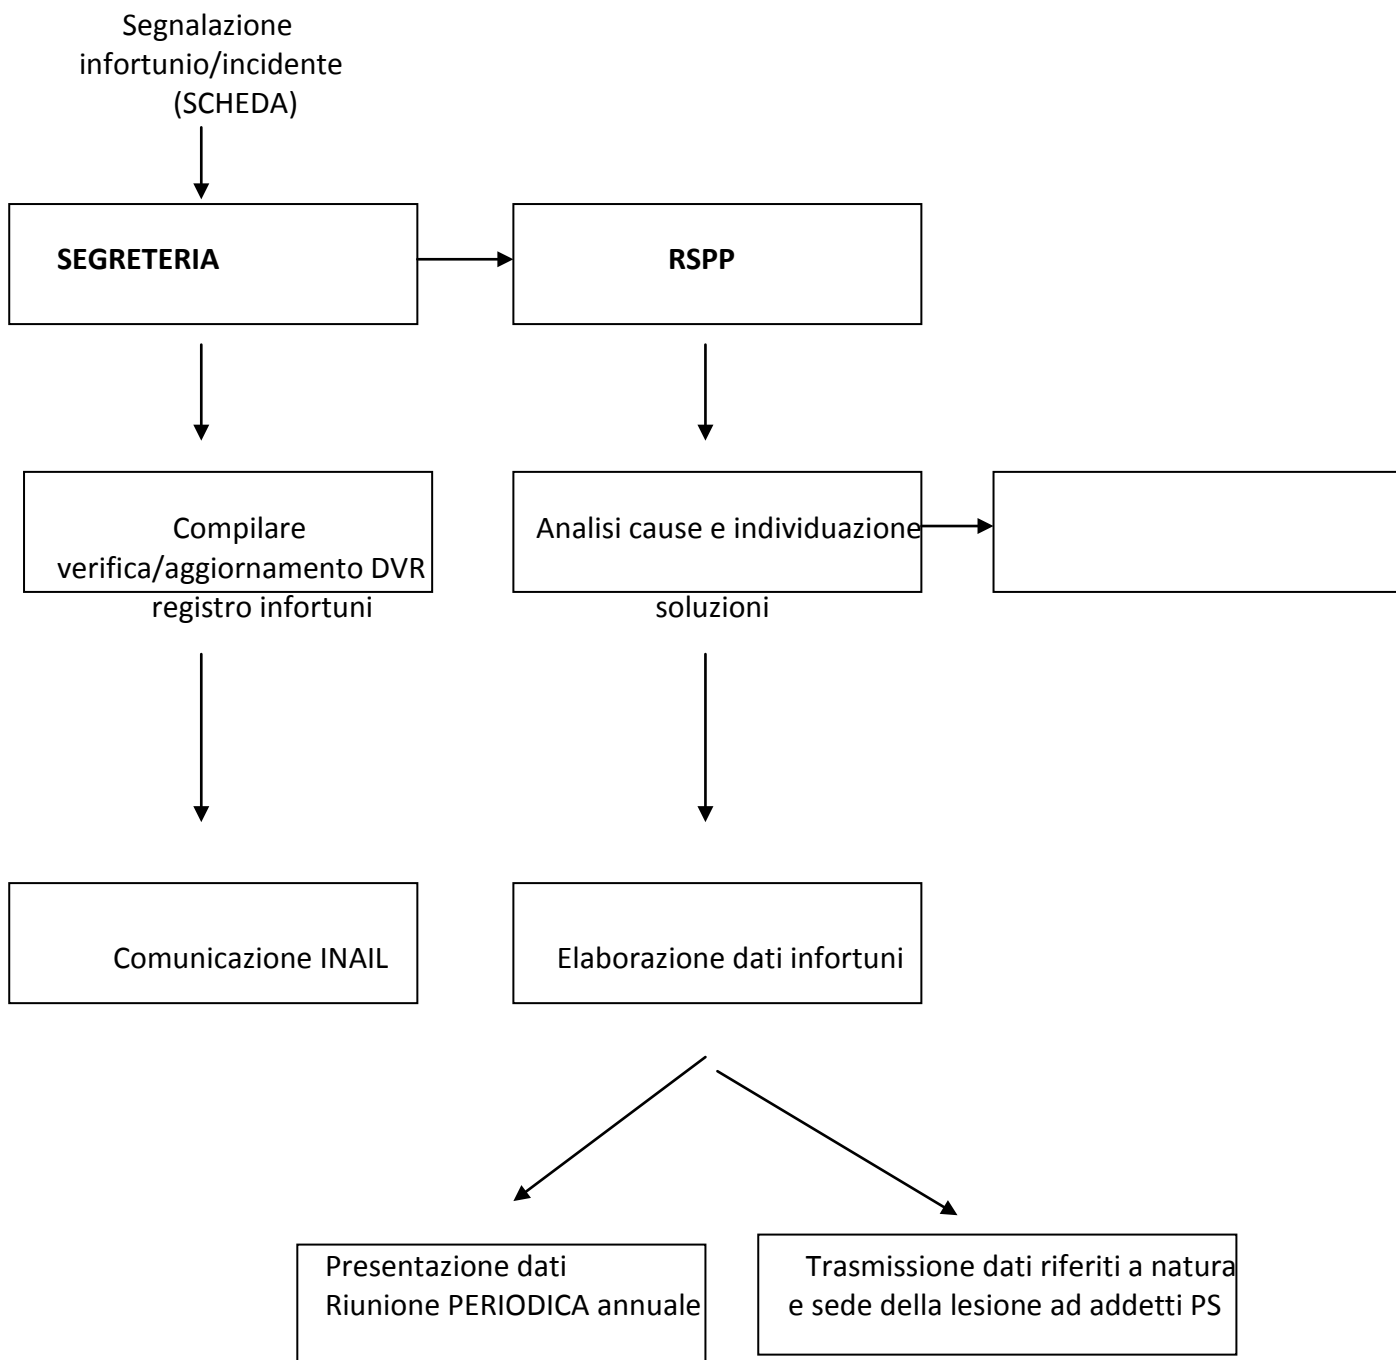 Segnalazione
infortunio/incidente
(SCHEDA)
SEGRETERIA
RSPP
Compilare
verifica/aggiornamento DVR
registro infortuni
Analisi cause e individuazione
soluzioni
Comunicazione INAIL
Elaborazione dati infortuni
Presentazione dati
Riunione PERIODICA annuale
Trasmissione dati riferiti a natura
e sede della lesione ad addetti PS